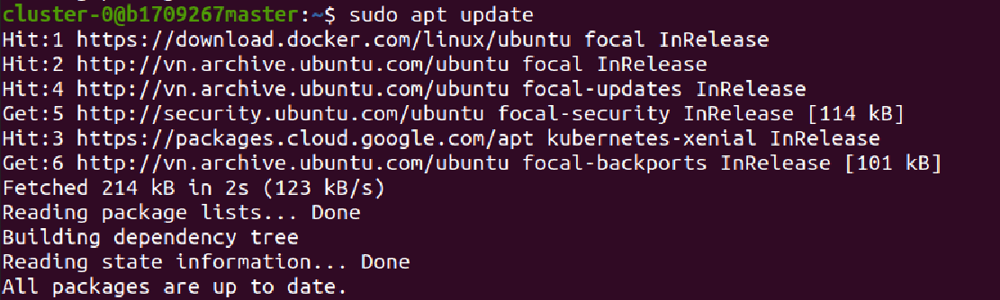 cluster-0@b1709267master:~$ sudo apt update
Hit:1 https://download.docker.com/linux/ubuntu focal InRelease
Hit:2 http://vn.archive.ubuntu.com/ubuntu focal InRelease
Hit:4 http://vn.archive.ubuntu.com/ubuntu focal-updates InRelease
Get:5 http://security.ubuntu.com/ubuntu focal-security InRelease [114 kB]
Hit:3 https://packages.cloud.google.com/apt kubernetes-xenial InRelease
Get:6 http://vn.archive.ubuntu.com/ubuntu focal-backports InRelease [101 kB]
Fetched 214 kB in 2s (123 kB/s)
Reading package lists... Done
Building dependency tree
Reading state information... Done
All packages are up to date.